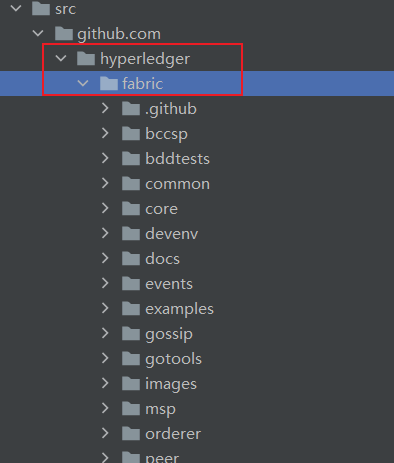 src
github.com
hyperledger
fabric
.github
bccsp
bddtests
common
core
devenv
docs
events
examples
gossip
gotools
images
msp
orderer
peer